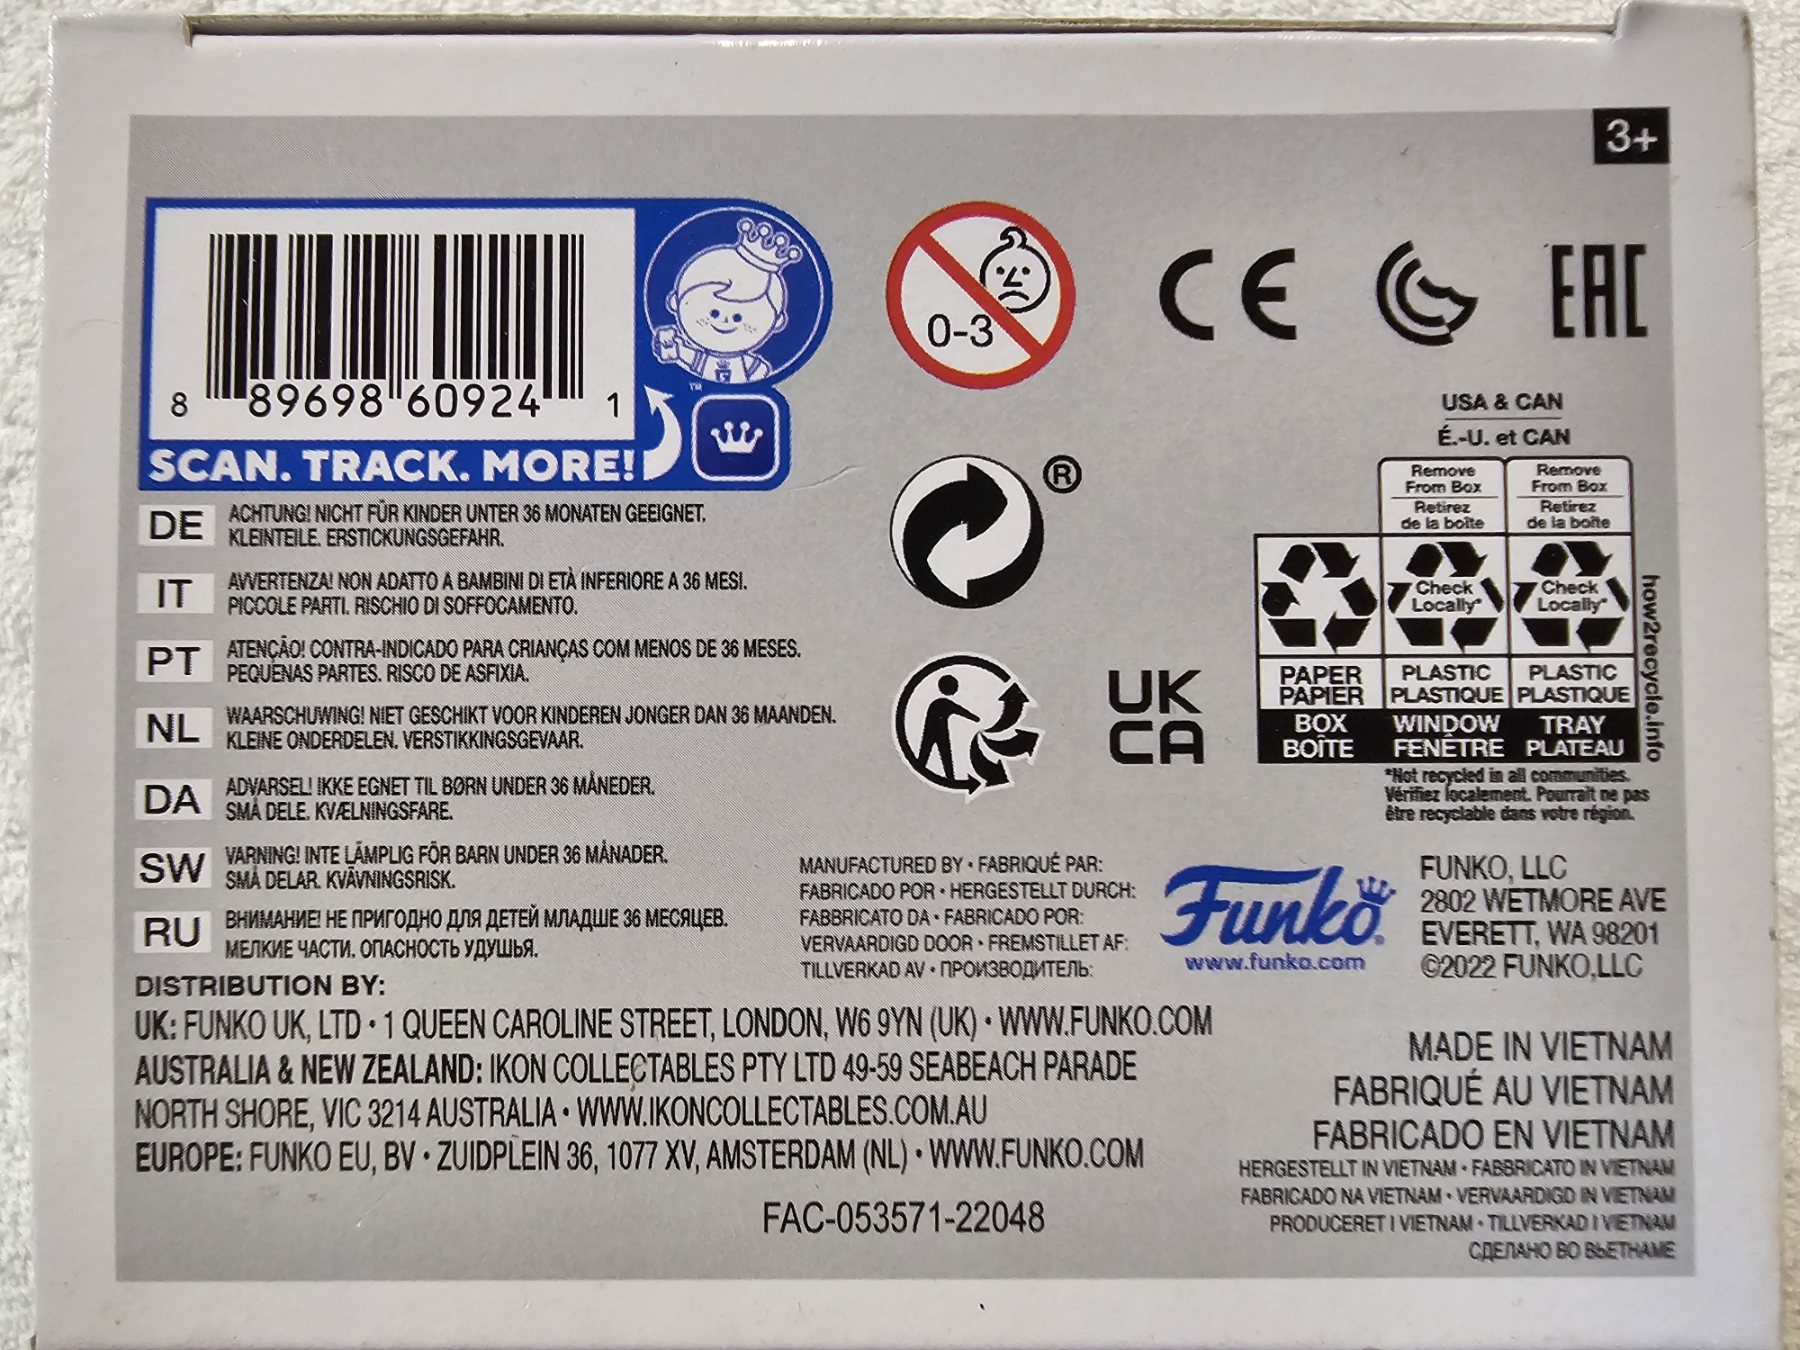 3+
8 89698 60924 1
SCAN. TRACK. MORE!
™
0-3
CE
EAC
USA & CAN
É.-U. et CAN
Remove
From Box
Retirez
de la boîte
Remove
From Box
Retirez
de la boîte
Check
Locally*
Check
Locally*
PAPER
PAPIER
PLASTIC
PLASTIQUE
PLASTIC
PLASTIQUE
BOX
BOÎTE
WINDOW
FENÊTRE
TRAY
PLATEAU
how2recycle.info
*Not recycled in all communities.
Vérifiez localement. Pourrait ne pas
être recyclable dans votre région.
®
UK
CA
DE ACHTUNG! NICHT FÜR KINDER UNTER 36 MONATEN GEEIGNET.
KLEINTEILE. ERSTICKUNGSGEFAHR.
IT AVVERTENZA! NON ADATTO A BAMBINI DI ETÀ INFERIORE A 36 MESI.
PICCOLE PARTI. RISCHIO DI SOFFOCAMENTO.
PT ATENÇÃO! CONTRA-INDICADO PARA CRIANÇAS COM MENOS DE 36 MESES.
PEQUENAS PARTES. RISCO DE ASFIXIA.
NL WAARSCHUWING! NIET GESCHIKT VOOR KINDEREN JONGER DAN 36 MAANDEN.
KLEINE ONDERDELEN. VERSTIKKINGSGEVAAR.
DA ADVARSEL! IKKE EGNET TIL BØRN UNDER 36 MÅNEDER.
SMÅ DELE. KVÆLNINGSFARE.
SW VARNING! INTE LÄMPLIG FÖR BARN UNDER 36 MÅNADER.
SMÅ DELAR. KVÄVNINGSRISK.
RU ВНИМАНИЕ! НЕ ПРИГОДНО ДЛЯ ДЕТЕЙ МЛАДШЕ 36 МЕСЯЦЕВ.
МЕЛКИЕ ЧАСТИ. ОПАСНОСТЬ УДУШЬЯ.
MANUFACTURED BY • FABRIQUÉ PAR:
FABRICADO POR • HERGESTELLT DURCH:
FABBRICATO DA • FABRICADO POR:
VERVAARDIGD DOOR • FREMSTILLET AF:
TILLVERKAD AV • ПРОИЗВОДИТЕЛЬ:
Funko
www.funko.com
FUNKO, LLC
2802 WETMORE AVE
EVERETT, WA 98201
©2022 FUNKO,LLC
DISTRIBUTION BY:
UK: FUNKO UK, LTD • 1 QUEEN CAROLINE STREET, LONDON, W6 9YN (UK) • WWW.FUNKO.COM
AUSTRALIA & NEW ZEALAND: IKON COLLECTABLES PTY LTD 49-59 SEABEACH PARADE
NORTH SHORE, VIC 3214 AUSTRALIA • WWW.IKONCOLLECTABLES.COM.AU
EUROPE: FUNKO EU, BV • ZUIDPLEIN 36, 1077 XV, AMSTERDAM (NL) • WWW.FUNKO.COM
FAC-053571-22048
MADE IN VIETNAM
FABRIQUÉ AU VIETNAM
FABRICADO EN VIETNAM
HERGESTELLT IN VIETNAM • FABBRICATO IN VIETNAM
FABRICADO NA VIETNAM • VERVAARDIGD IN VIETNAM
PRODUCERET I VIETNAM • TILLVERKAD I VIETNAM
СДЕЛАНО ВО ВЬЕТНАМЕ